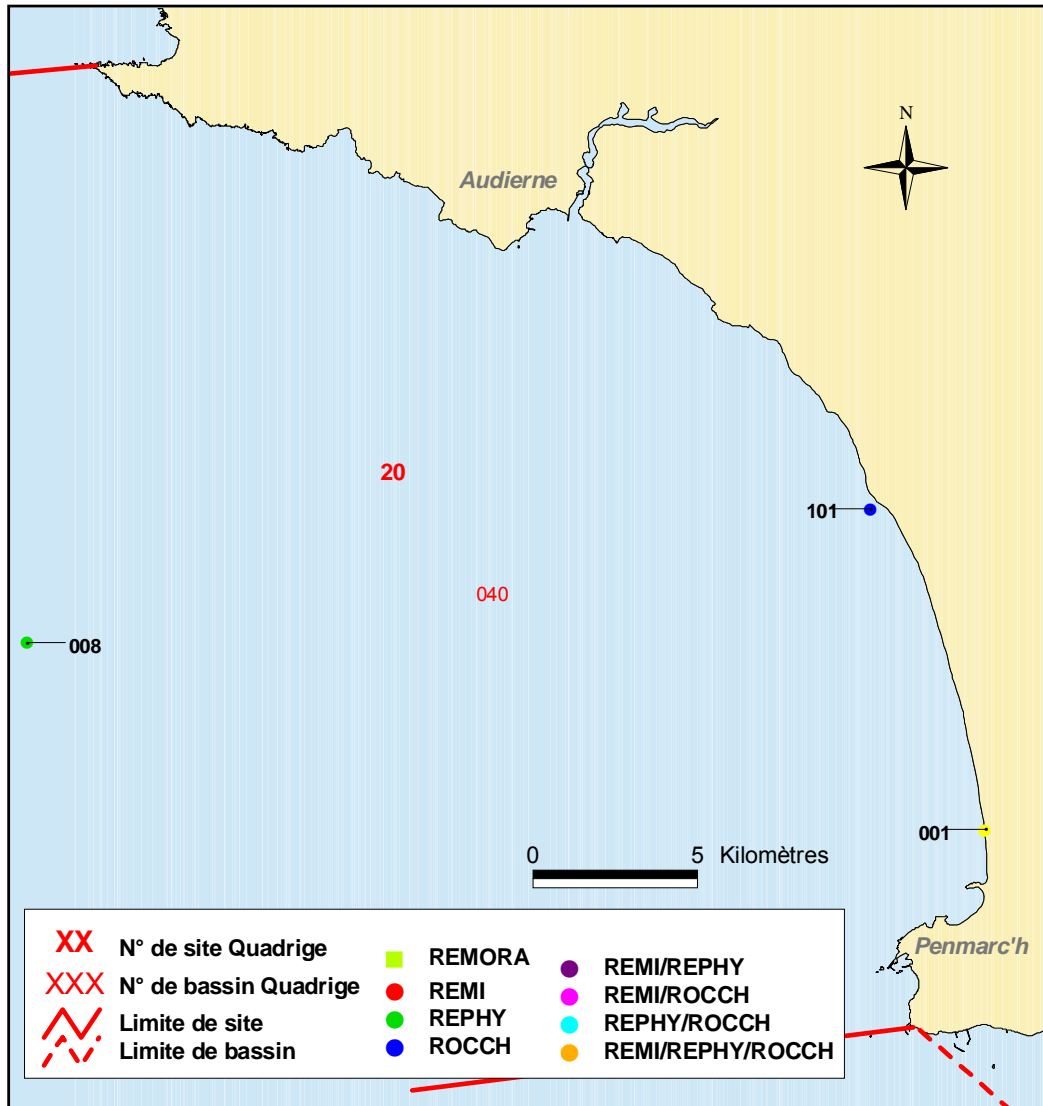 N
Audierne
20
101
040
008
001
0 5 Kilomètres
Penmarc'h
XX N° de site Quadrige
XXX N° de bassin Quadrige
Limite de site
Limite de bassin
REMORA
REMI
REPHY
ROCCH
REMI/REPHY
REMI/ROCCH
REPHY/ROCCH
REMI/REPHY/ROCCH